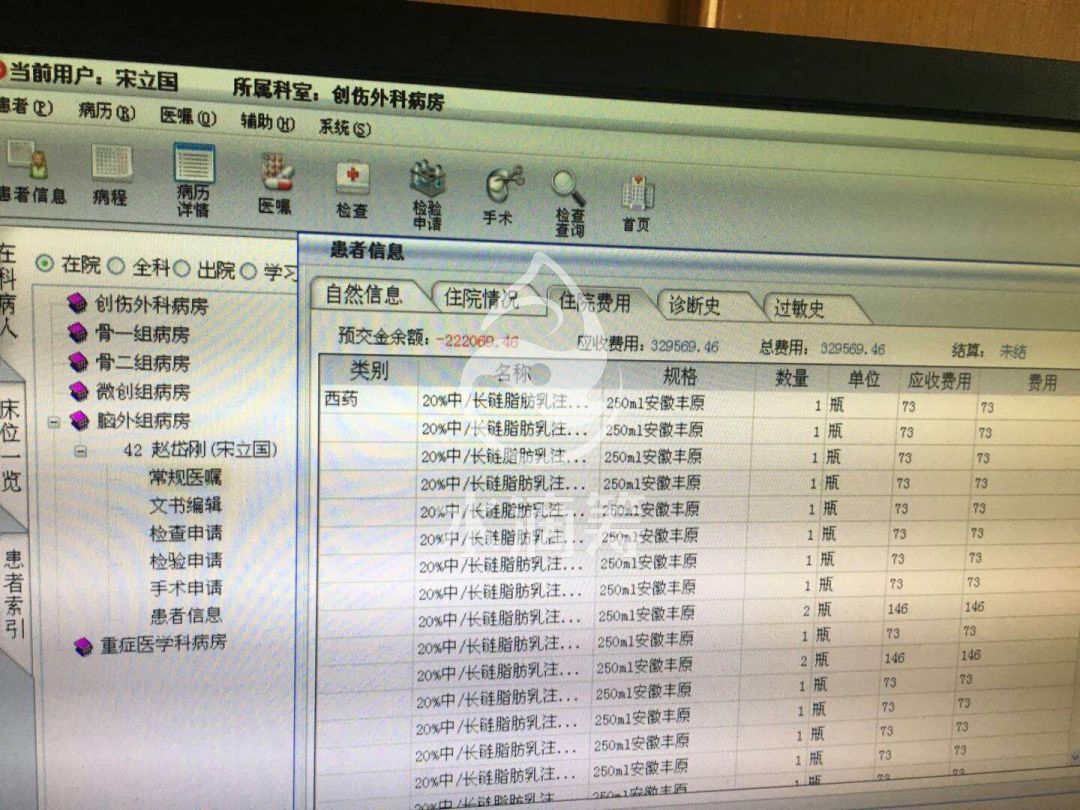 当前用户：宋立国 所属科室：创伤外科病房
患者(P) 病历(R) 医嘱(O) 辅助(H) 系统(S)
患者信息 病程 病历详情 医嘱 检查 检验申请 手术 检查查询 首页
在科病人
床位一览
患者索引
在院 全科 出院 学习
创伤外科病房
骨一组病房
骨二组病房
微创组病房
脑外组病房
42 赵岱刚(宋立国)
常规医嘱
文书编辑
检查申请
检验申请
手术申请
患者信息
重症医学科病房
患者信息
自然信息 住院情况 住院费用 诊断史 过敏史
预交金余额：-222069.46 应收费用：329569.46 总费用：329569.46 结算：未结
类别 名称 规格 数量 单位 应收费用 费用
西药 20%中/长链脂肪乳注... 250ml安徽丰原 1 瓶 73 73
20%中/长链脂肪乳注... 250ml安徽丰原 1 瓶 73 73
20%中/长链脂肪乳注... 250ml安徽丰原 1 瓶 73 73
20%中/长链脂肪乳注... 250ml安徽丰原 1 瓶 73 73
20%中/长链脂肪乳注... 250ml安徽丰原 1 瓶 73 73
20%中/长链脂肪乳注... 250ml安徽丰原 1 瓶 73 73
20%中/长链脂肪乳注... 250ml安徽丰原 1 瓶 73 73
20%中/长链脂肪乳注... 250ml安徽丰原 1 瓶 73 73
20%中/长链脂肪乳注... 250ml安徽丰原 2 瓶 146 146
20%中/长链脂肪乳注... 250ml安徽丰原 1 瓶 73 73
20%中/长链脂肪乳注... 250ml安徽丰原 2 瓶 146 146
20%中/长链脂肪乳注... 250ml安徽丰原 1 瓶 73 73
20%中/长链脂肪乳注... 250ml安徽丰原 1 瓶 73 73
20%中/长链脂肪乳注... 250ml安徽丰原 1 瓶 73 73
20%中/长链脂肪乳注... 250ml安徽丰原 1 瓶 73 73
20%中/长链脂肪乳注 250ml安徽丰原 1 瓶 73 73
水滴筹